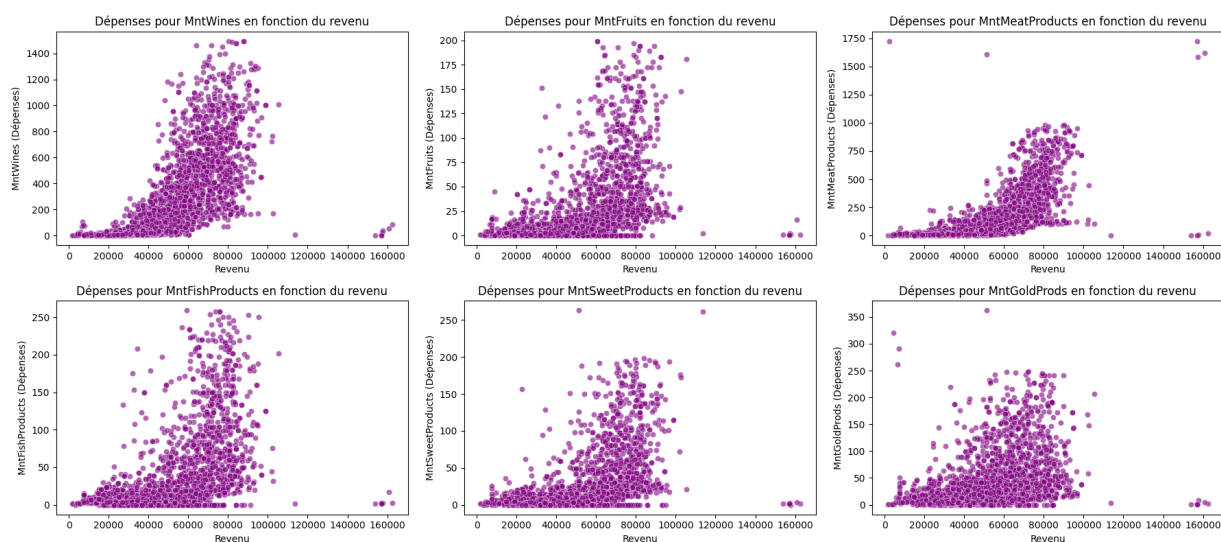 Dépenses pour MntWines en fonction du revenu
MntWines (Dépenses)
1400
1200
1000
800
600
400
200
0
0 20000 40000 60000 80000 100000 120000 140000 160000
Revenu
Dépenses pour MntFruits en fonction du revenu
MntFruits (Dépenses)
200
175
150
125
100
75
50
25
0
0 20000 40000 60000 80000 100000 120000 140000 160000
Revenu
Dépenses pour MntMeatProducts en fonction du revenu
MntMeatProducts (Dépenses)
1750
1500
1250
1000
750
500
250
0
0 20000 40000 60000 80000 100000 120000 140000 160000
Revenu
Dépenses pour MntFishProducts en fonction du revenu
MntFishProducts (Dépenses)
250
200
150
100
50
0
0 20000 40000 60000 80000 100000 120000 140000 160000
Revenu
Dépenses pour MntSweetProducts en fonction du revenu
MntSweetProducts (Dépenses)
250
200
150
100
50
0
0 20000 40000 60000 80000 100000 120000 140000 160000
Revenu
Dépenses pour MntGoldProds en fonction du revenu
MntGoldProds (Dépenses)
350
300
250
200
150
100
50
0
0 20000 40000 60000 80000 100000 120000 140000 160000
Revenu